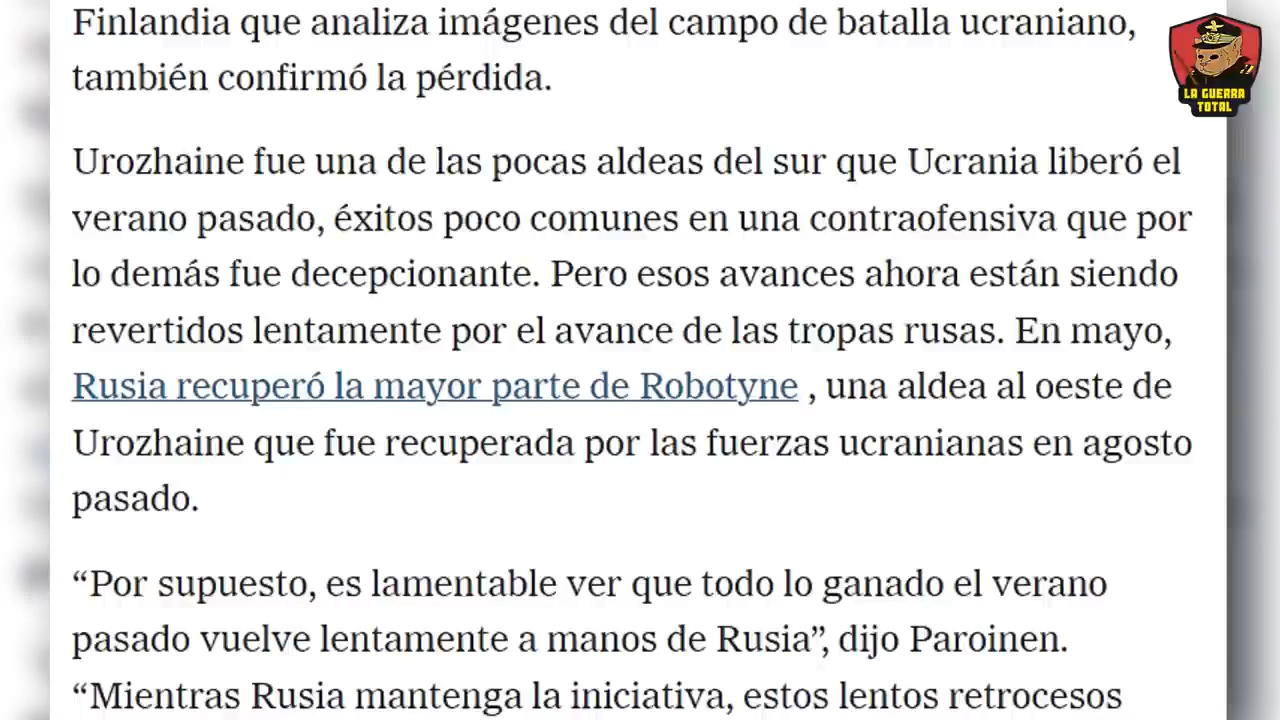 Finlandia que analiza imágenes del campo de batalla ucraniano,
también confirmó la pérdida.
LA GUERRA
TOTAL
Urozhaine fue una de las pocas aldeas del sur que Ucrania liberó el
verano pasado, éxitos poco comunes en una contraofensiva que por
lo demás fue decepcionante. Pero esos avances ahora están siendo
revertidos lentamente por el avance de las tropas rusas. En mayo,
Rusia recuperó la mayor parte de Robotyne , una aldea al oeste de
Urozhaine que fue recuperada por las fuerzas ucranianas en agosto
pasado.
“Por supuesto, es lamentable ver que todo lo ganado el verano
pasado vuelve lentamente a manos de Rusia”, dijo Paroinen.
“Mientras Rusia mantenga la iniciativa, estos lentos retrocesos